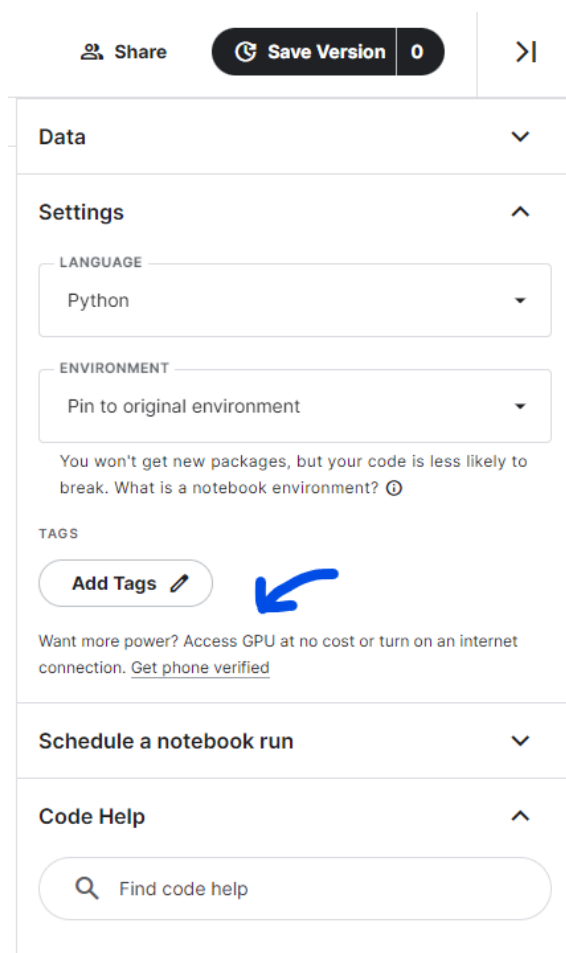 Share
Save Version 0
Data
Settings
LANGUAGE
Python
ENVIRONMENT
Pin to original environment
You won't get new packages, but your code is less likely to
break. What is a notebook environment?
TAGS
Add Tags
Want more power? Access GPU at no cost or turn on an internet
connection. Get phone verified
Schedule a notebook run
Code Help
Find code help